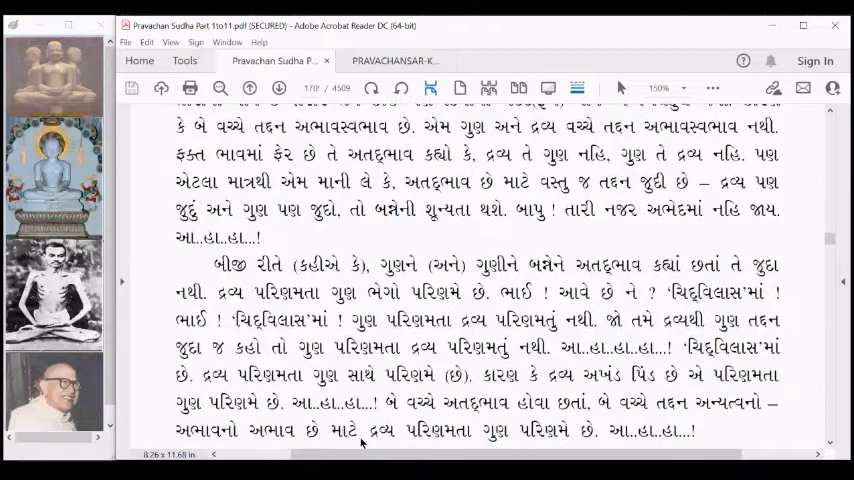 Pravachan Sudha Part 1to11.pdf (SECURED) - Adobe Acrobat Reader DC (64-bit)
File Edit View Sign Window Help
Home Tools Pravachan Sudha P... × PRAVACHANSAR-K... Sign In
1705 / 4509 150%
કે બે વચ્ચે તદ્દન અભાવસ્વભાવ છે. એમ ગુણ અને દ્રવ્ય વચ્ચે તદ્દન અભાવસ્વભાવ નથી.
ફક્ત ભાવમાં ફેર છે તે અતદ્ભાવ કહ્યો કે, દ્રવ્ય તે ગુણ નહિ, ગુણ તે દ્રવ્ય નહિ. પણ
એટલા માત્રથી એમ માની લે કે, અતદ્ભાવ છે માટે વસ્તુ જ તદ્દન જુદી છે – દ્રવ્ય પણ
જુદું અને ગુણ પણ જુદો, તો બન્નેની શૂન્યતા થશે. બાપુ ! તારી નજર અભેદમાં નહિ જાય.
આ..હા..હા...!
બીજી રીતે (કહીએ કે), ગુણને (અને) ગુણીને બન્નેને અતદ્ભાવ કહ્યાં છતાં તે જુદા
નથી. દ્રવ્ય પરિણમતા ગુણ ભેગો પરિણમે છે. ભાઈ ! આવે છે ને ? ‘ચિદ્વિલાસ’માં !
ભાઈ ! ‘ચિદ્વિલાસ’માં ! ગુણ પરિણમતા દ્રવ્ય પરિણમતું નથી. જો તમે દ્રવ્યથી ગુણ તદ્દન
જુદા જ કહો તો ગુણ પરિણમતા દ્રવ્ય પરિણમતું નથી. આ...હા..હા..હા...! ‘ચિદ્વિલાસ’માં
છે. દ્રવ્ય પરિણમતા ગુણ સાથે પરિણમે (છે). કારણ કે દ્રવ્ય અખંડ પિંડ છે એ પરિણમતા
ગુણ પરિણમે છે. આ..હા..હા...! બે વચ્ચે અતદ્ભાવ હોવા છતાં, બે વચ્ચે તદ્દન અન્યત્વનો –
અભાવનો અભાવ છે માટે દ્રવ્ય પરિણમતા ગુણ પરિણમે છે. આ...હા..હા...!
8.26 x 11.68 in